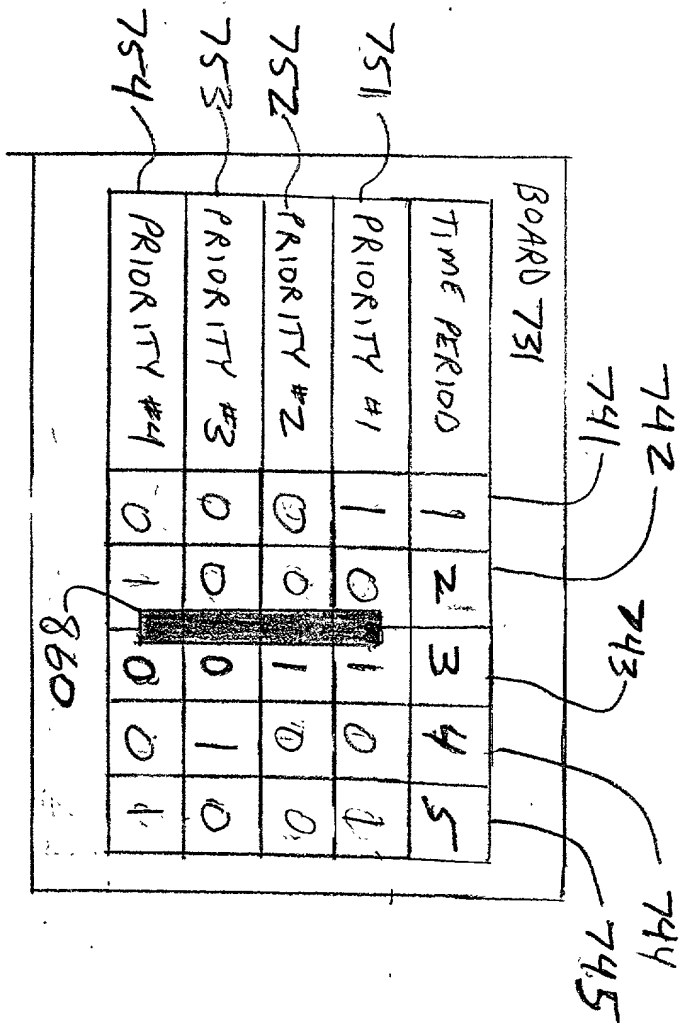 742 744
743
741 745
BOARD 731
TIME PERIOD 1 2 3 4 5
751 PRIORITY #1 1 0 1 0 1
752 PRIORITY #2 0 0 1 0 0
753 PRIORITY #3 0 0 0 1 0
754 PRIORITY #4 0 1 0 0 1
860